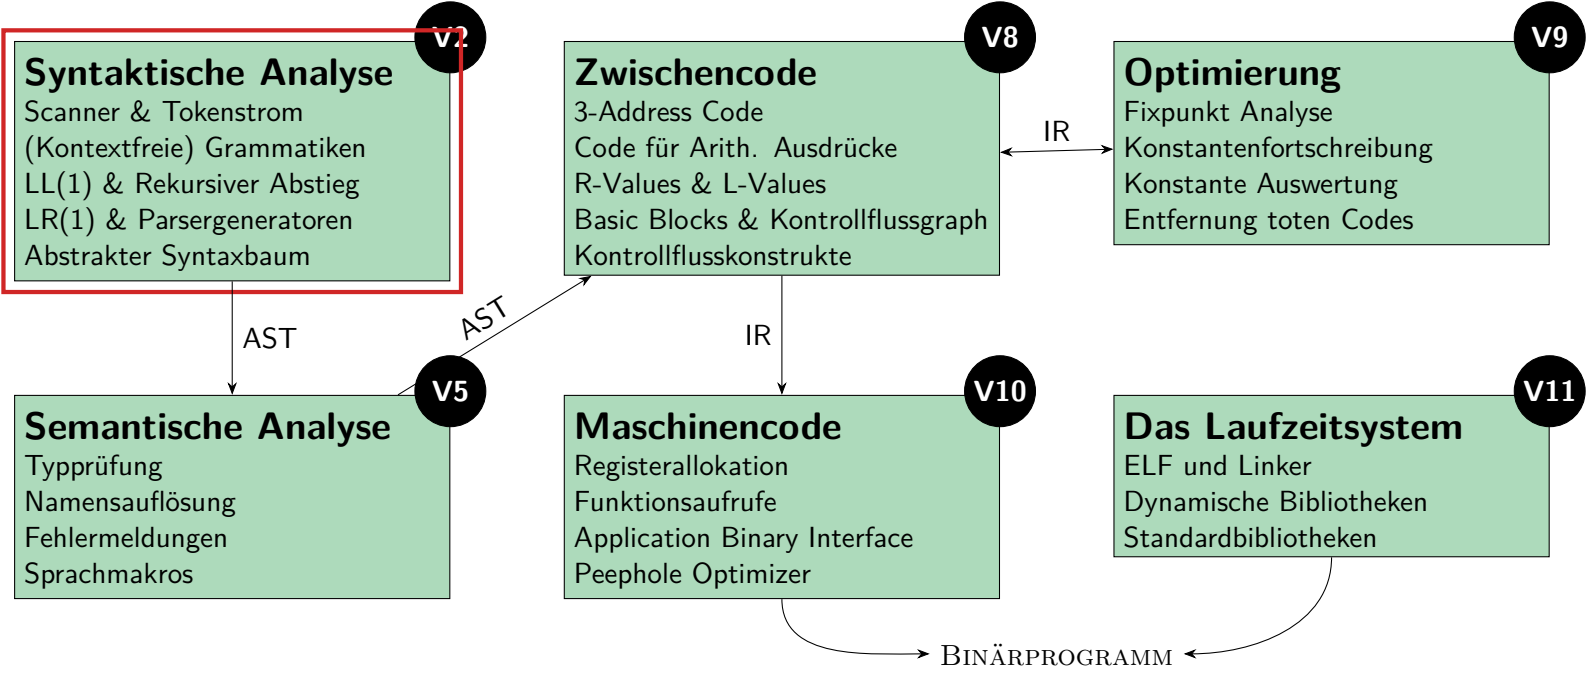 V2
Syntaktische Analyse
Scanner & Tokenstrom
(Kontextfreie) Grammatiken
LL(1) & Rekursiver Abstieg
LR(1) & Parsergeneratoren
Abstrakter Syntaxbaum
V8
Zwischencode
3-Address Code
Code für Arith. Ausdrücke
R-Values & L-Values
Basic Blocks & Kontrollflussgraph
Kontrollflusskonstrukte
IR
V9
Optimierung
Fixpunkt Analyse
Konstantenfortschreibung
Konstante Auswertung
Entfernung toten Codes
AST
AST
IR
V5
Semantische Analyse
Typprüfung
Namensauflösung
Fehlermeldungen
Sprachmakros
V10
Maschinencode
Registerallokation
Funktionsaufrufe
Application Binary Interface
Peephole Optimizer
V11
Das Laufzeitsystem
ELF und Linker
Dynamische Bibliotheken
Standardbibliotheken
BINÄRPROGRAMM